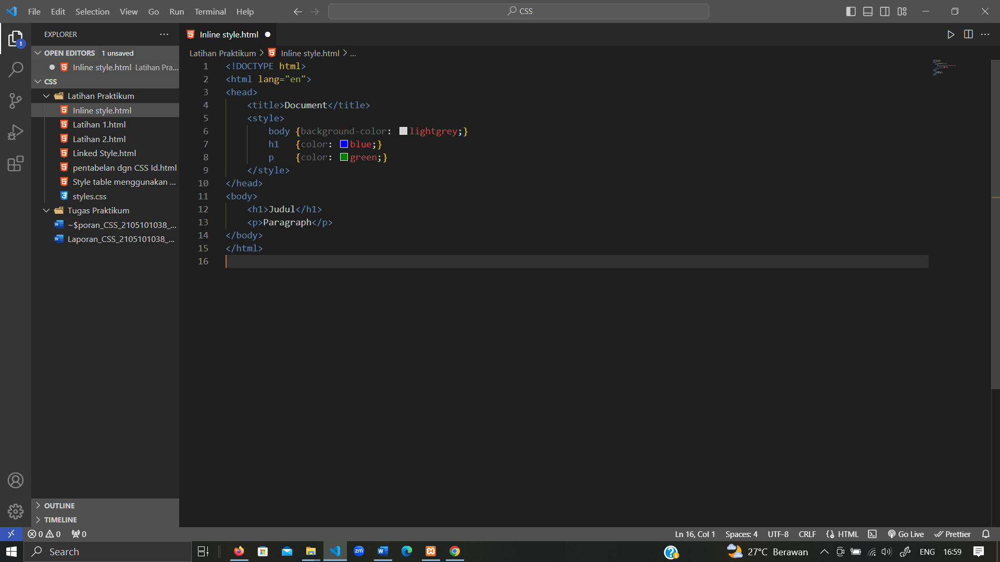 File Edit Selection View Go Run Terminal Help
CSS
EXPLORER
OPEN EDITORS 1 unsaved
Inline style.html Latihan Pra...
CSS
Latihan Praktikum
Inline style.html
Latihan 1.html
Latihan 2.html
Linked Style.html
pentabelan dgn CSS Id.html
Style table menggunakan ...
styles.css
Tugas Praktikum
~$poran_CSS_2105101038_...
Laporan_CSS_2105101038_...
OUTLINE
TIMELINE
Inline style.html
Latihan Praktikum > Inline style.html > ...
1 <!DOCTYPE html>
2 <html lang="en">
3 <head>
4     <title>Document</title>
5     <style>
6         body {background-color: lightgrey;}
7         h1   {color: blue;}
8         p    {color: green;}
9     </style>
10 </head>
11 <body>
12     <h1>Judul</h1>
13     <p>Paragraph</p>
14 </body>
15 </html>
16
0 0 0 Ln 16, Col 1 Spaces: 4 UTF-8 CRLF HTML Go Live Prettier
Search zm W 27°C Berawan ENG 16:59
1